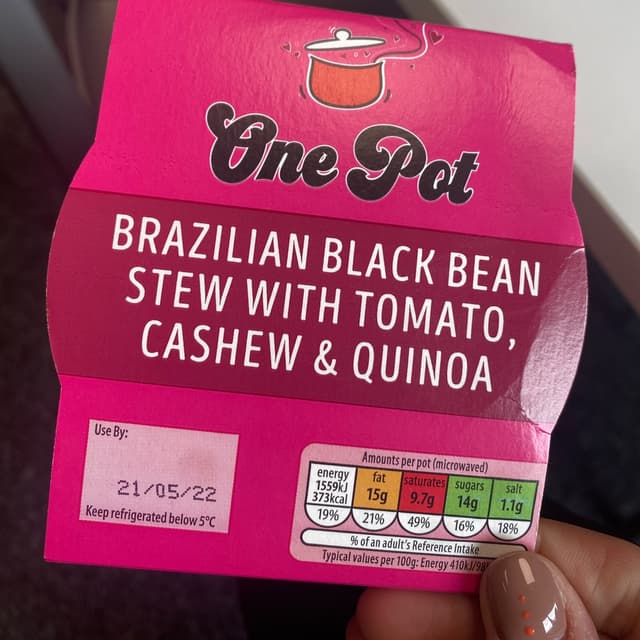 One Pot
BRAZILIAN BLACK BEAN
STEW WITH TOMATO,
CASHEW & QUINOA
Use By:
21/05/22
Keep refrigerated below 5°C
Amounts per pot (microwaved)
energy fat saturates sugars salt
1559kJ
373kcal 15g 9.7g 14g 1.1g
19% 21% 49% 16% 18%
% of an adult's Reference Intake
Typical values per 100g: Energy 410kJ/98